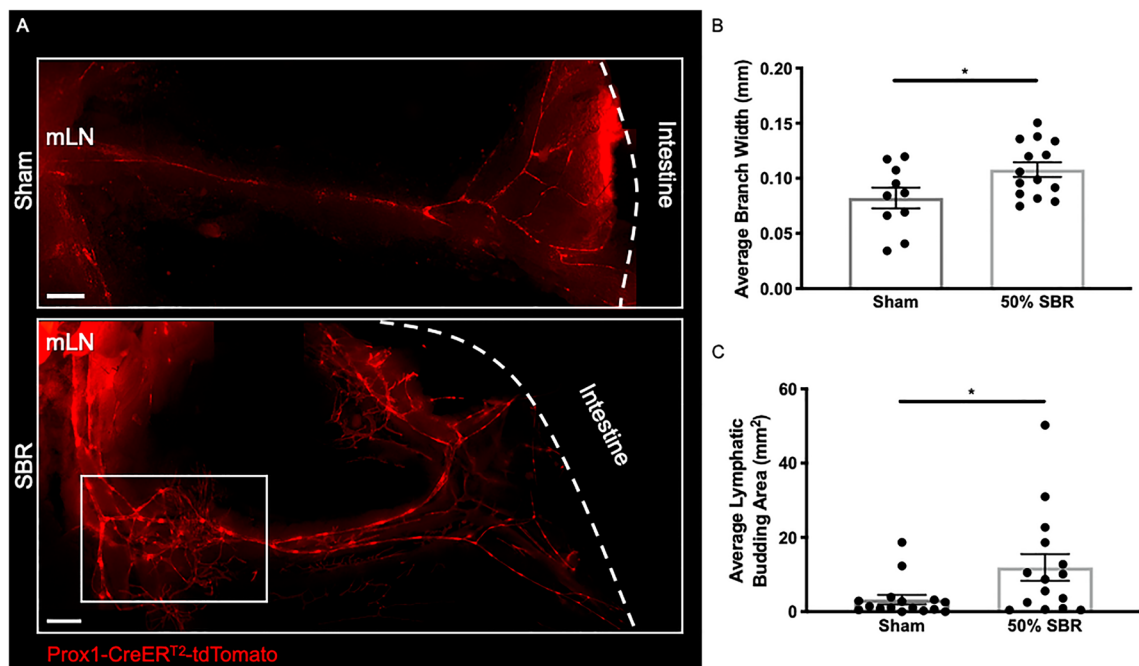 A
Sham
mLN
Intestine
SBR
mLN
Intestine
Prox1-CreERT2-tdTomato
B
Average Branch Width (mm)
0.20
0.15
0.10
0.05
0.00
*
Sham
50% SBR
C
Average Lymphatic
Budding Area (mm²)
60
40
20
0
*
Sham
50% SBR